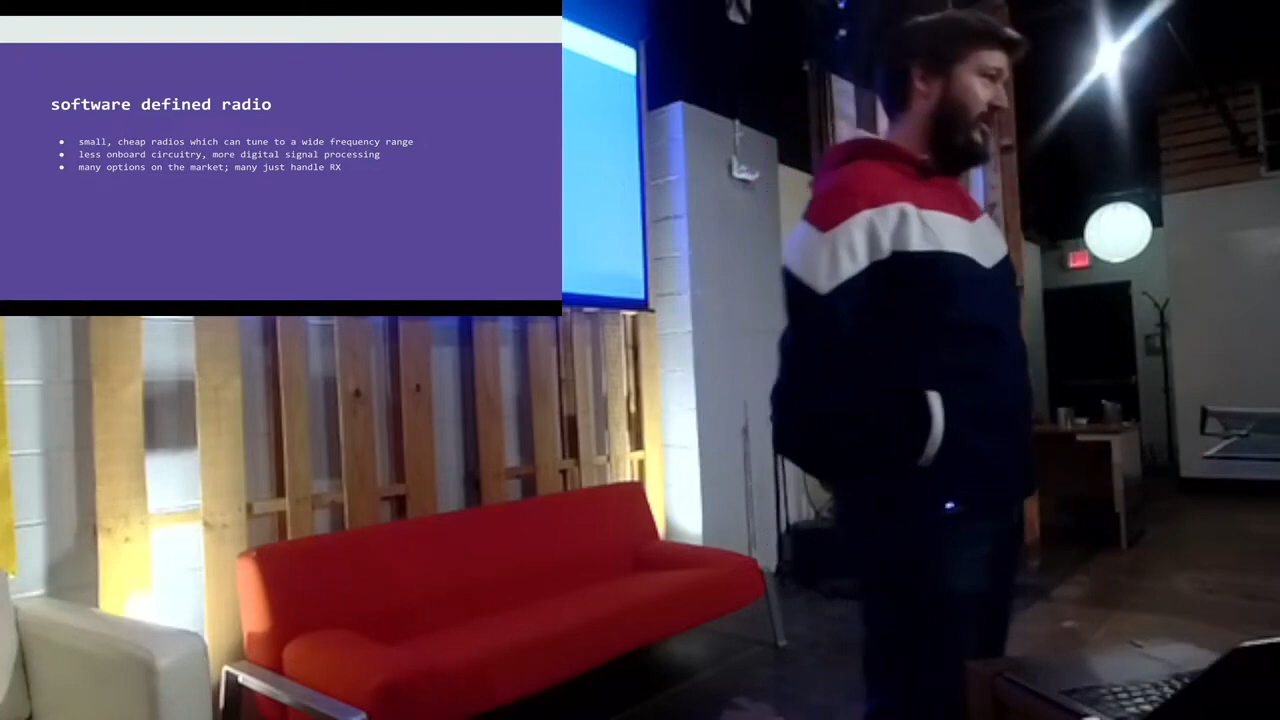 software defined radio
● small, cheap radios which can tune to a wide frequency range
● less onboard circuitry, more digital signal processing
● many options on the market; many just handle RX